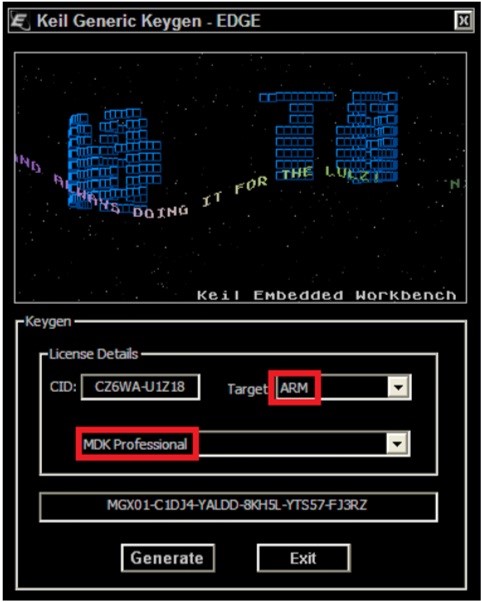 Keil Generic Keygen - EDGE
AND ALWAYS DOING IT FOR THE LULZ!
N
Keil Embedded Workbench
Keygen
License Details
CID: CZ6WA-U1Z18 Target ARM
MDK Professional
MGX01-C1DJ4-YALDD-8KH5L-YTS57-FJ3RZ
Generate Exit